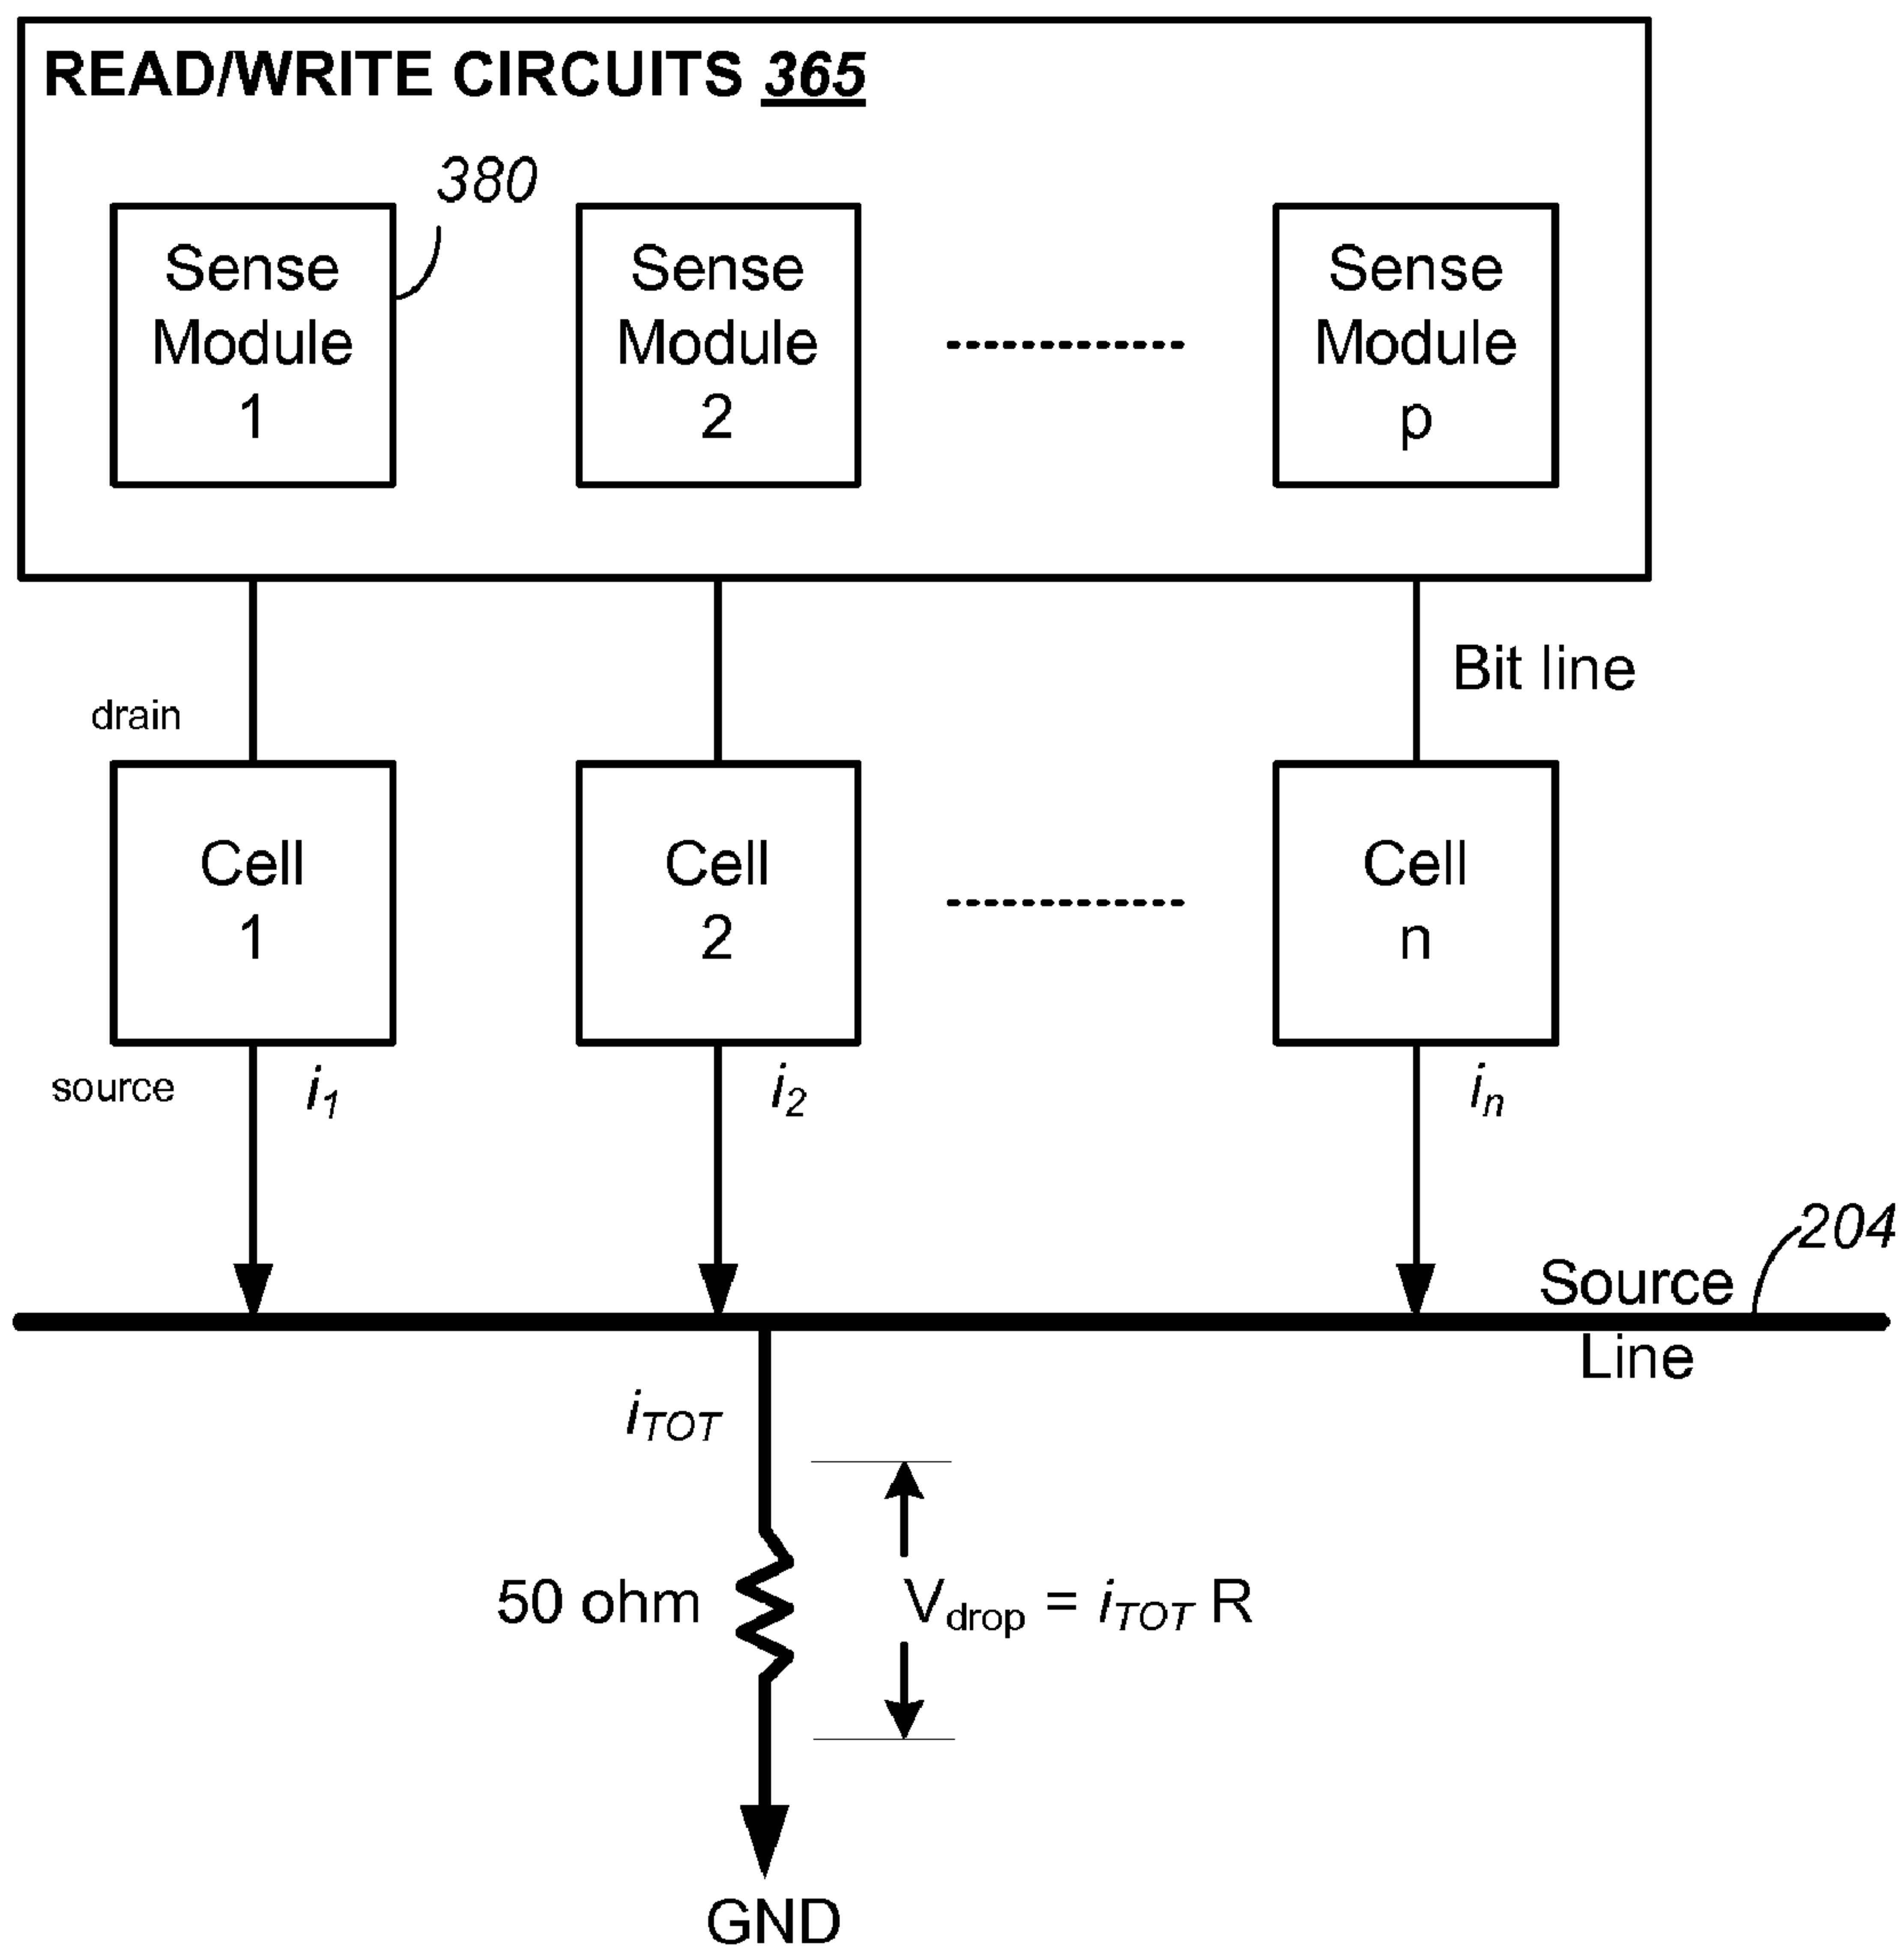 READ/WRITE CIRCUITS 365
380
Sense
Module
1
Sense
Module
2
Sense
Module
p
Bit line
drain
Cell
1
Cell
2
Cell
n
source
i1
i2
in
204
Source
Line
iTOT
50 ohm
Vdrop = iTOT R
GND